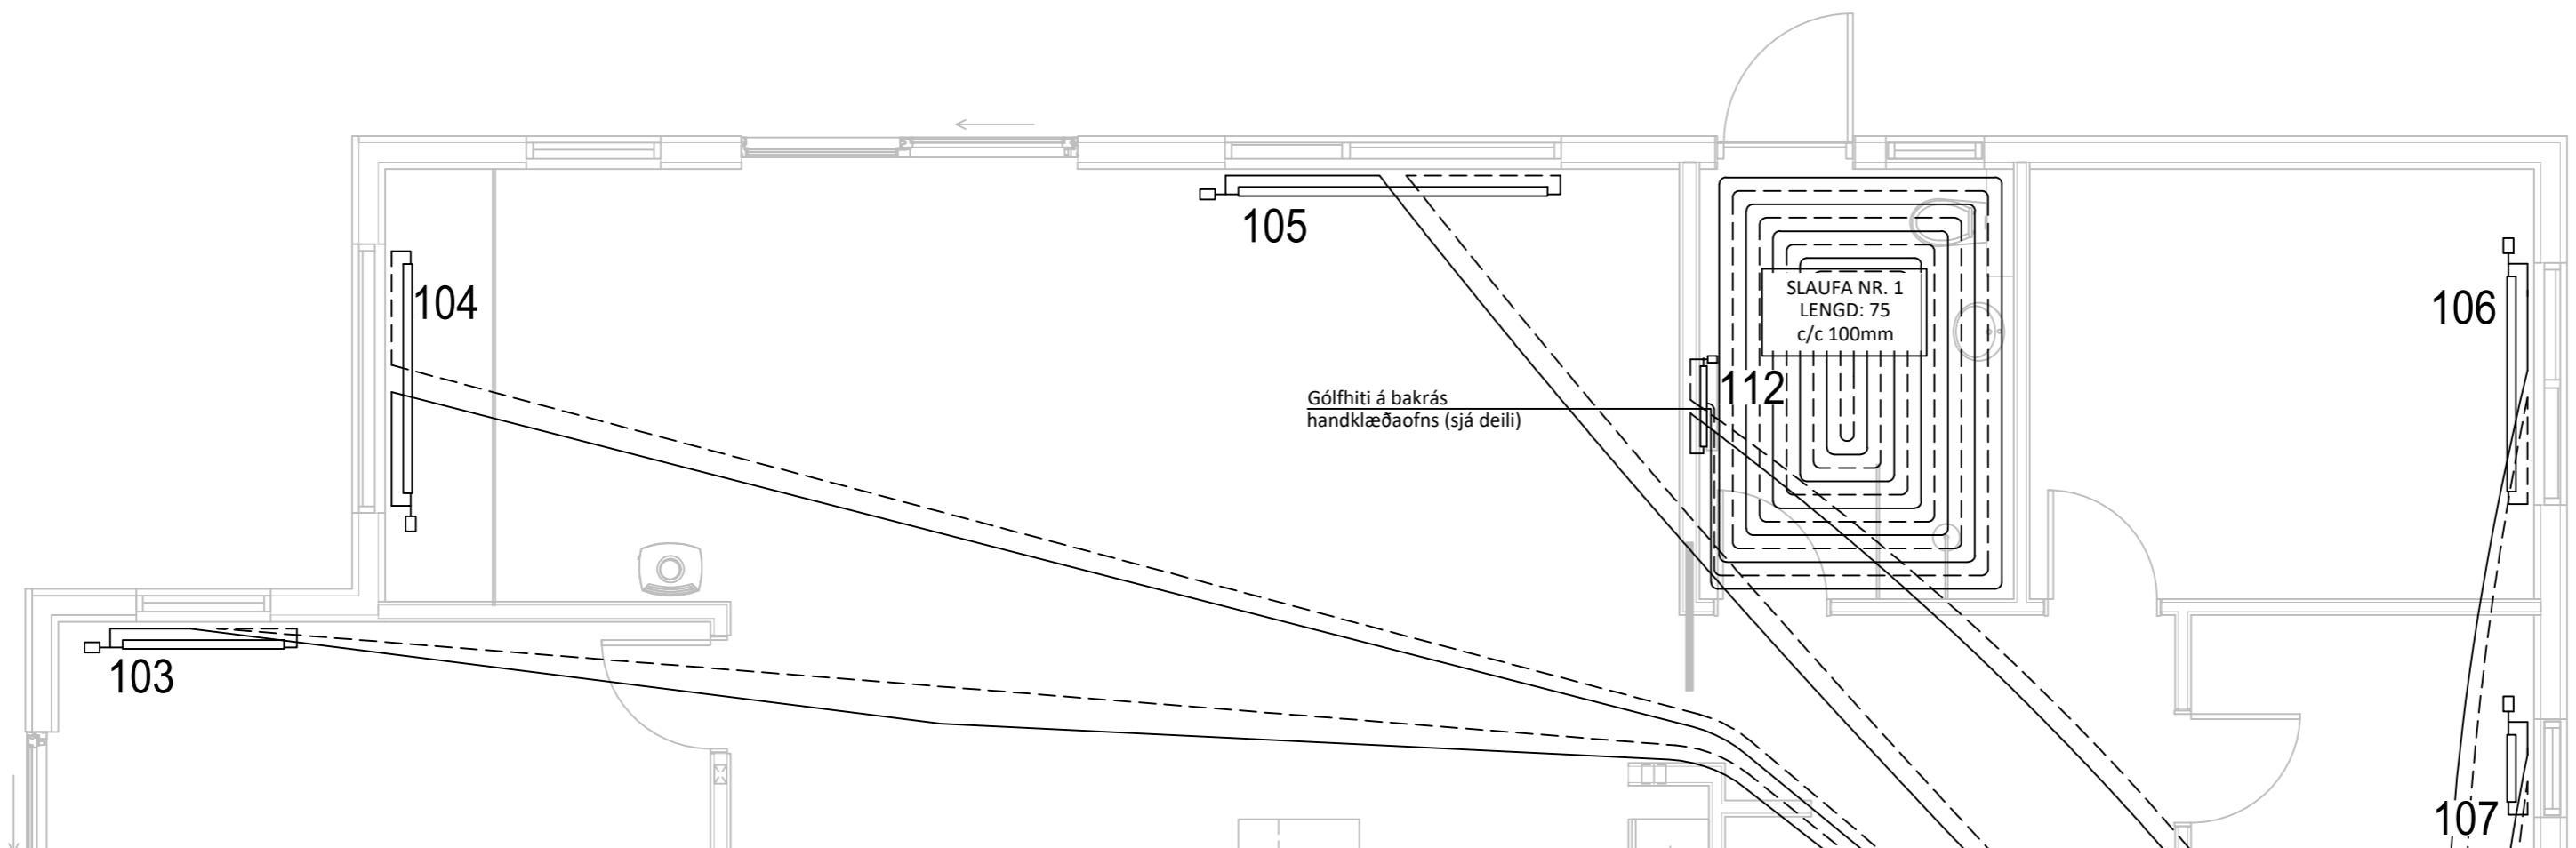 105
104
SLAUFA NR. 1
LENGD: 75
c/c 100mm
106
112
Gólfhiti á bakrás
handklæðaofns (sjá deili)
103
107